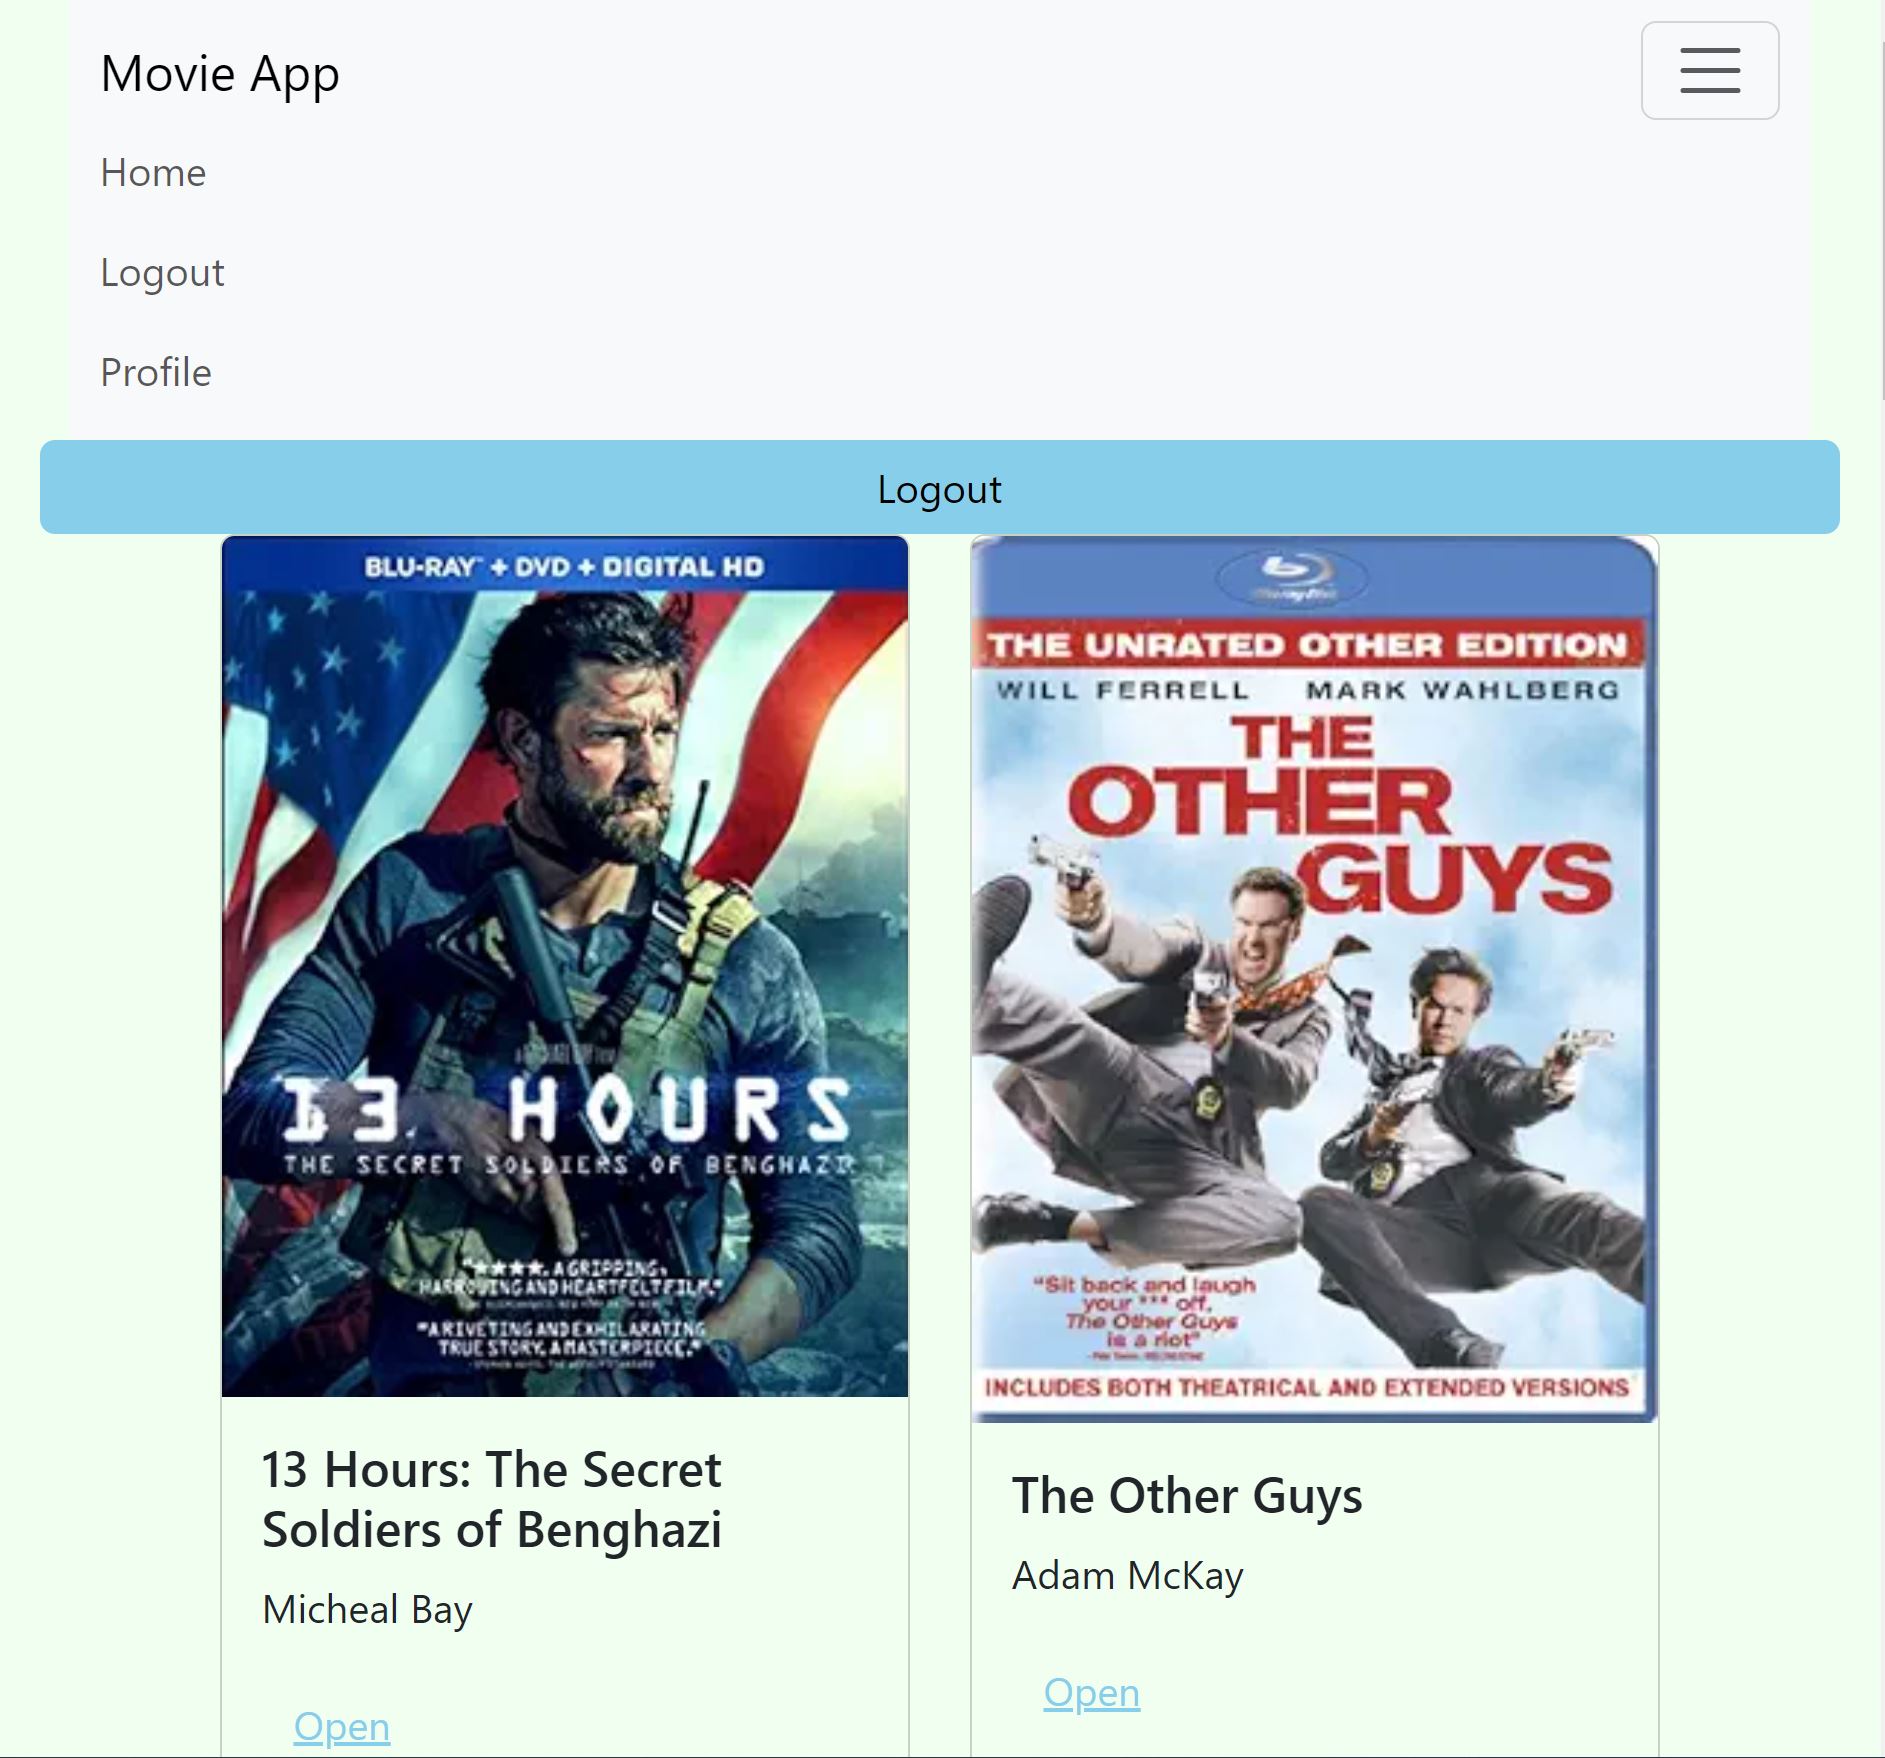 Movie App
Home
Logout
Profile
Logout
BLU-RAY™ + DVD + DIGITAL HD
13 HOURS
THE SECRET SOLDIERS OF BENGHAZI
"★★★★. A GRIPPING,
HARROWING AND HEARTFELT FILM."
"A RIVETING AND EXHILARATING
TRUE STORY. A MASTERPIECE."
13 Hours: The Secret
Soldiers of Benghazi
Micheal Bay
Open
Blu-ray Disc
THE UNRATED OTHER EDITION
WILL FERRELL MARK WAHLBERG
THE
OTHER
GUYS
"Sit back and laugh
your *** off,
The Other Guys
is a riot"
INCLUDES BOTH THEATRICAL AND EXTENDED VERSIONS
The Other Guys
Adam McKay
Open